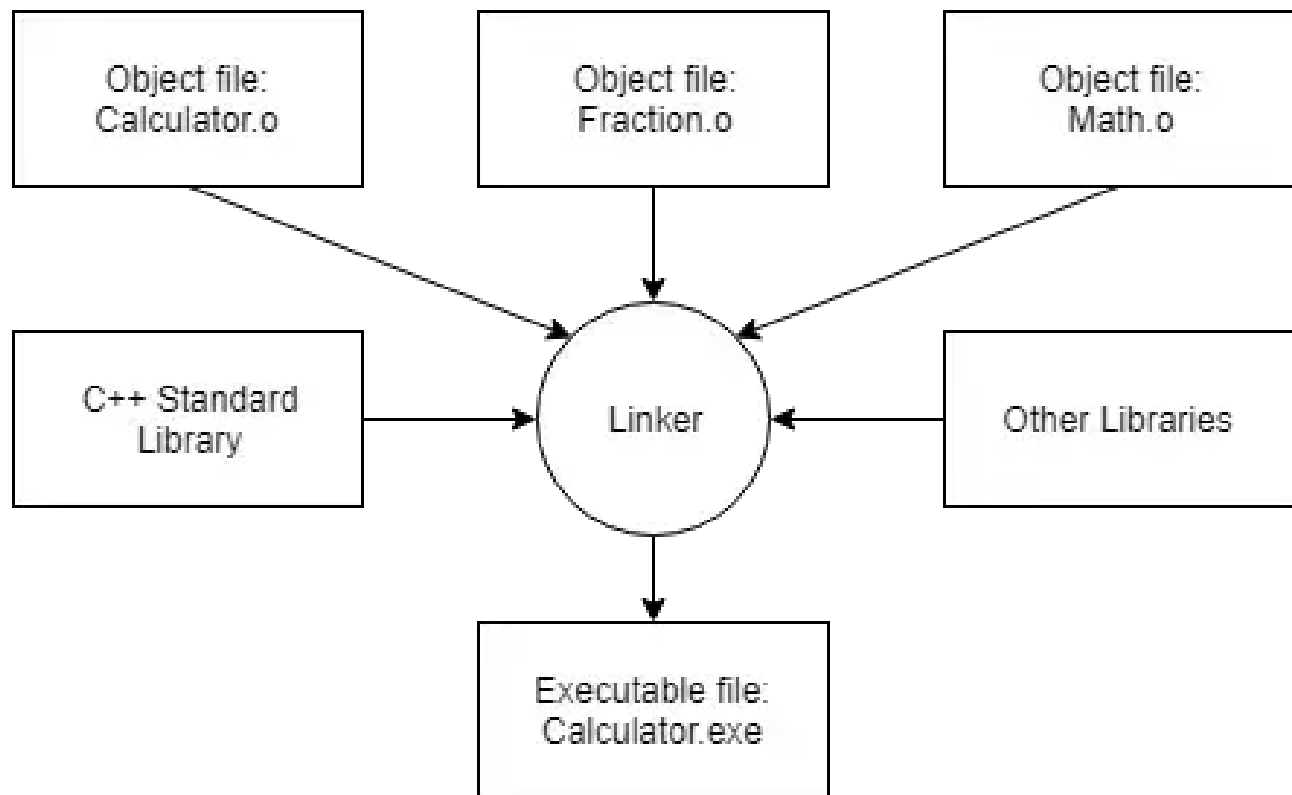 Object file:
Calculator.o
Object file:
Fraction.o
Object file:
Math.o
C++ Standard
Library
Linker
Other Libraries
Executable file:
Calculator.exe